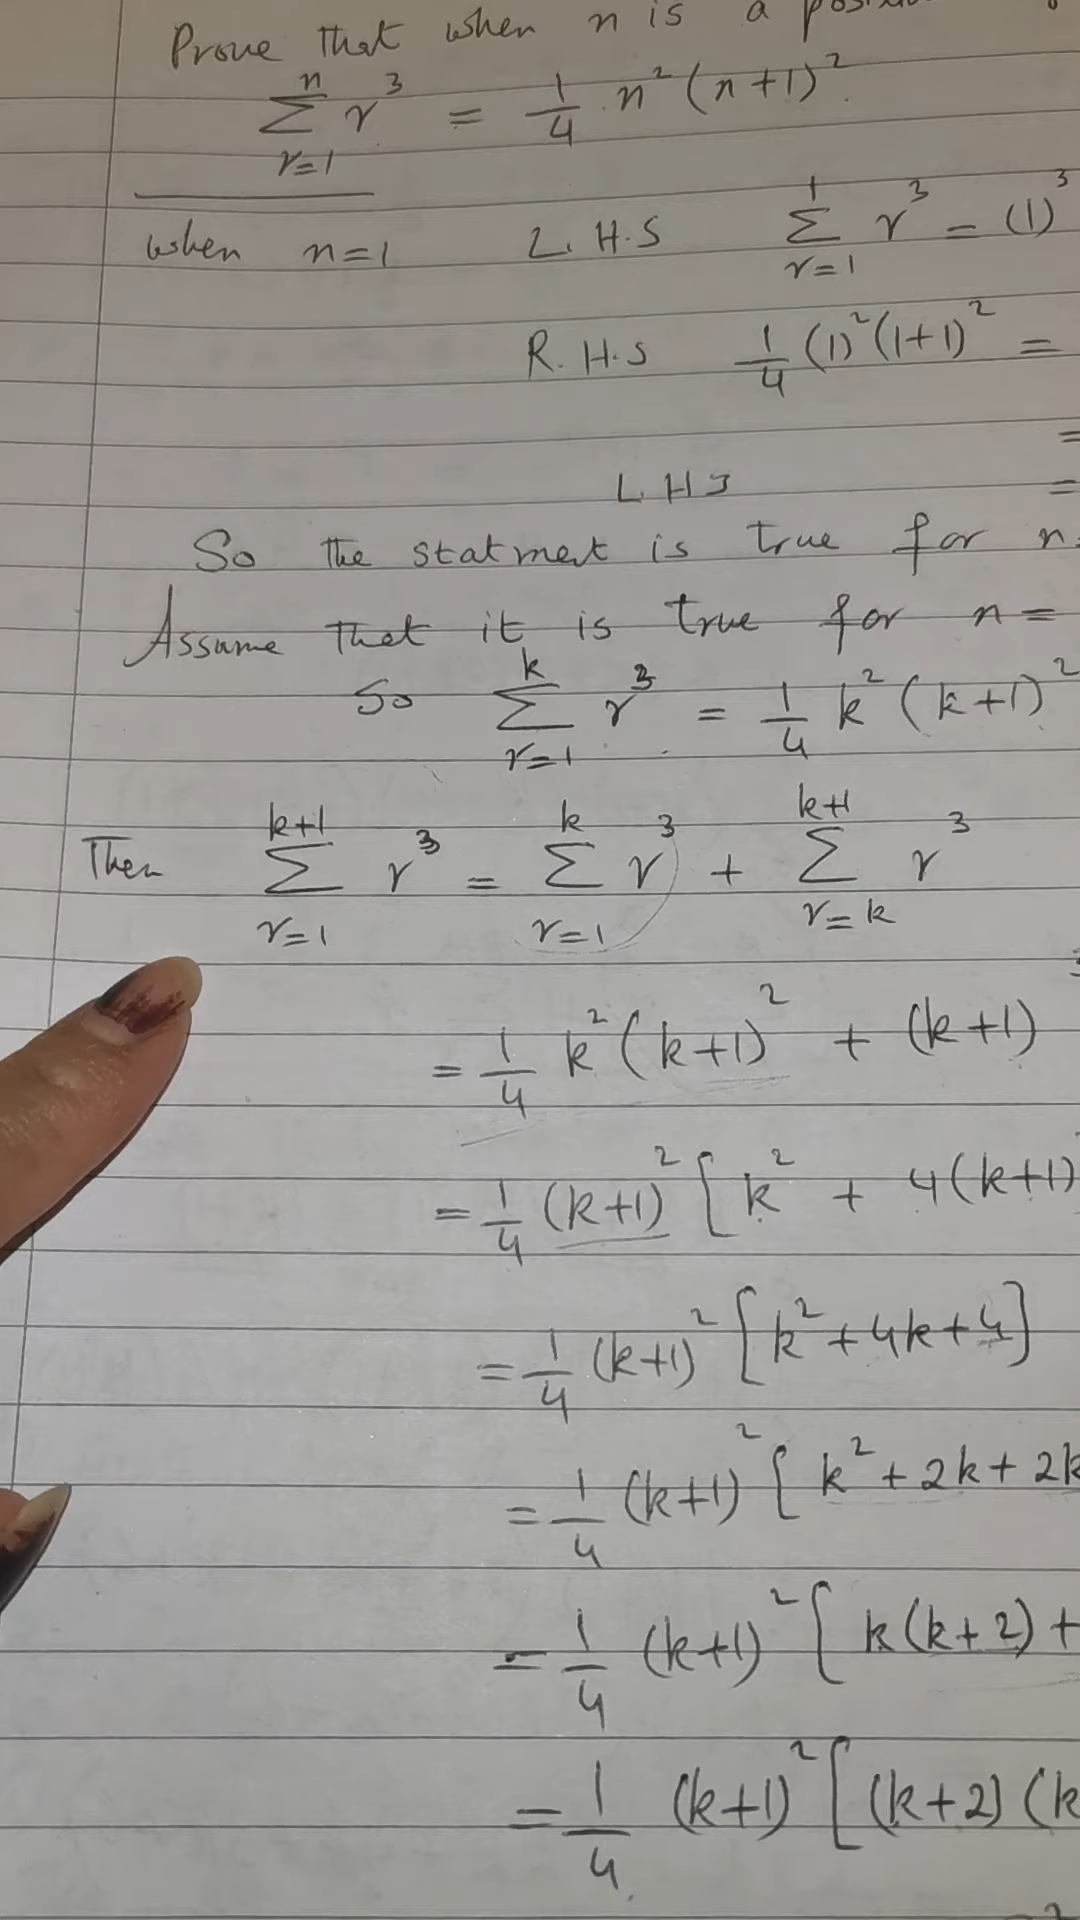 Prove that when n is a
n
∑ r³ = 1/4 n² (n+1)².
r=1
when n=1 L.H.S 1 ∑ r=1 r³ = (1)³
R.H.S 1/4 (1)² (1+1)² =
=
L.HS =
So the statmet is true for n=
Assume that it is true for n=
So k ∑ r=1 r³ = 1/4 k² (k+1)²
Then k+1 ∑ r=1 r³ = k ∑ r=1 r³ + k+1 ∑ r=k r³
= 1/4 k² (k+1)² + (k+1)³
= 1/4 (k+1)² [k² + 4(k+1)
= 1/4 (k+1)² [k² + 4k + 4]
= 1/4 (k+1)² [k² + 2k + 2k
= 1/4 (k+1)² [k(k+2) +
= 1/4 (k+1)² [(k+2) (k